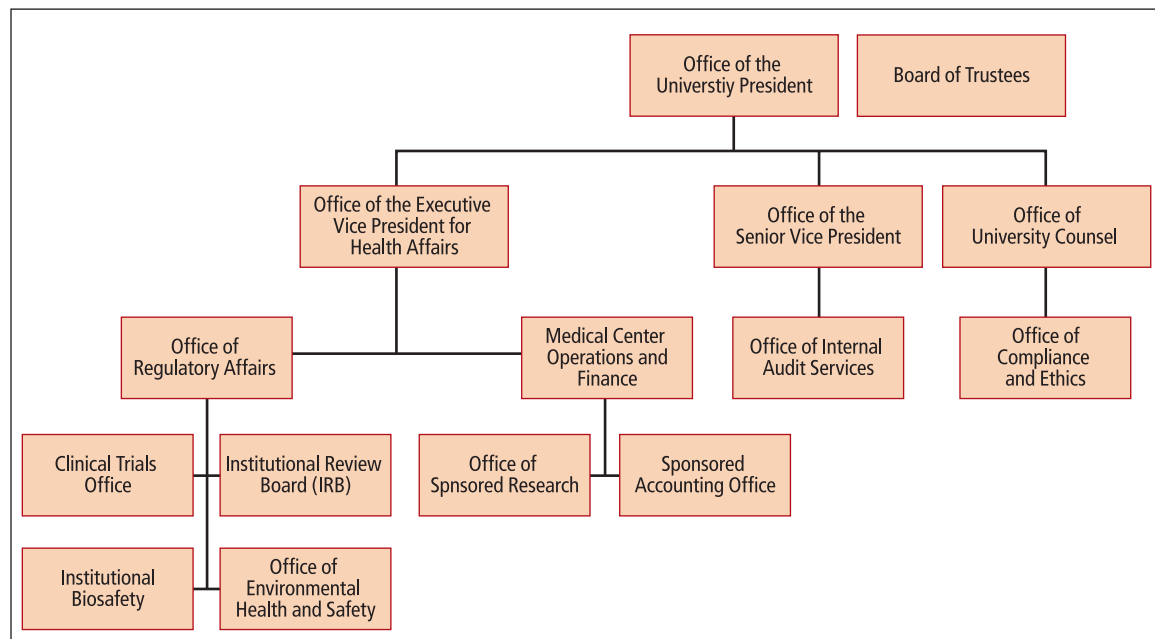 Office of the
Universtiy President
Board of Trustees
Office of the Executive
Vice President for
Health Affairs
Office of the
Senior Vice President
Office of
University Counsel
Office of
Regulatory Affairs
Medical Center
Operations and
Finance
Office of Internal
Audit Services
Office of
Compliance
and Ethics
Clinical Trials
Office
Institutional Review
Board (IRB)
Office of
Spnsored Research
Sponsored
Accounting Office
Institutional
Biosafety
Office of
Environmental
Health and Safety